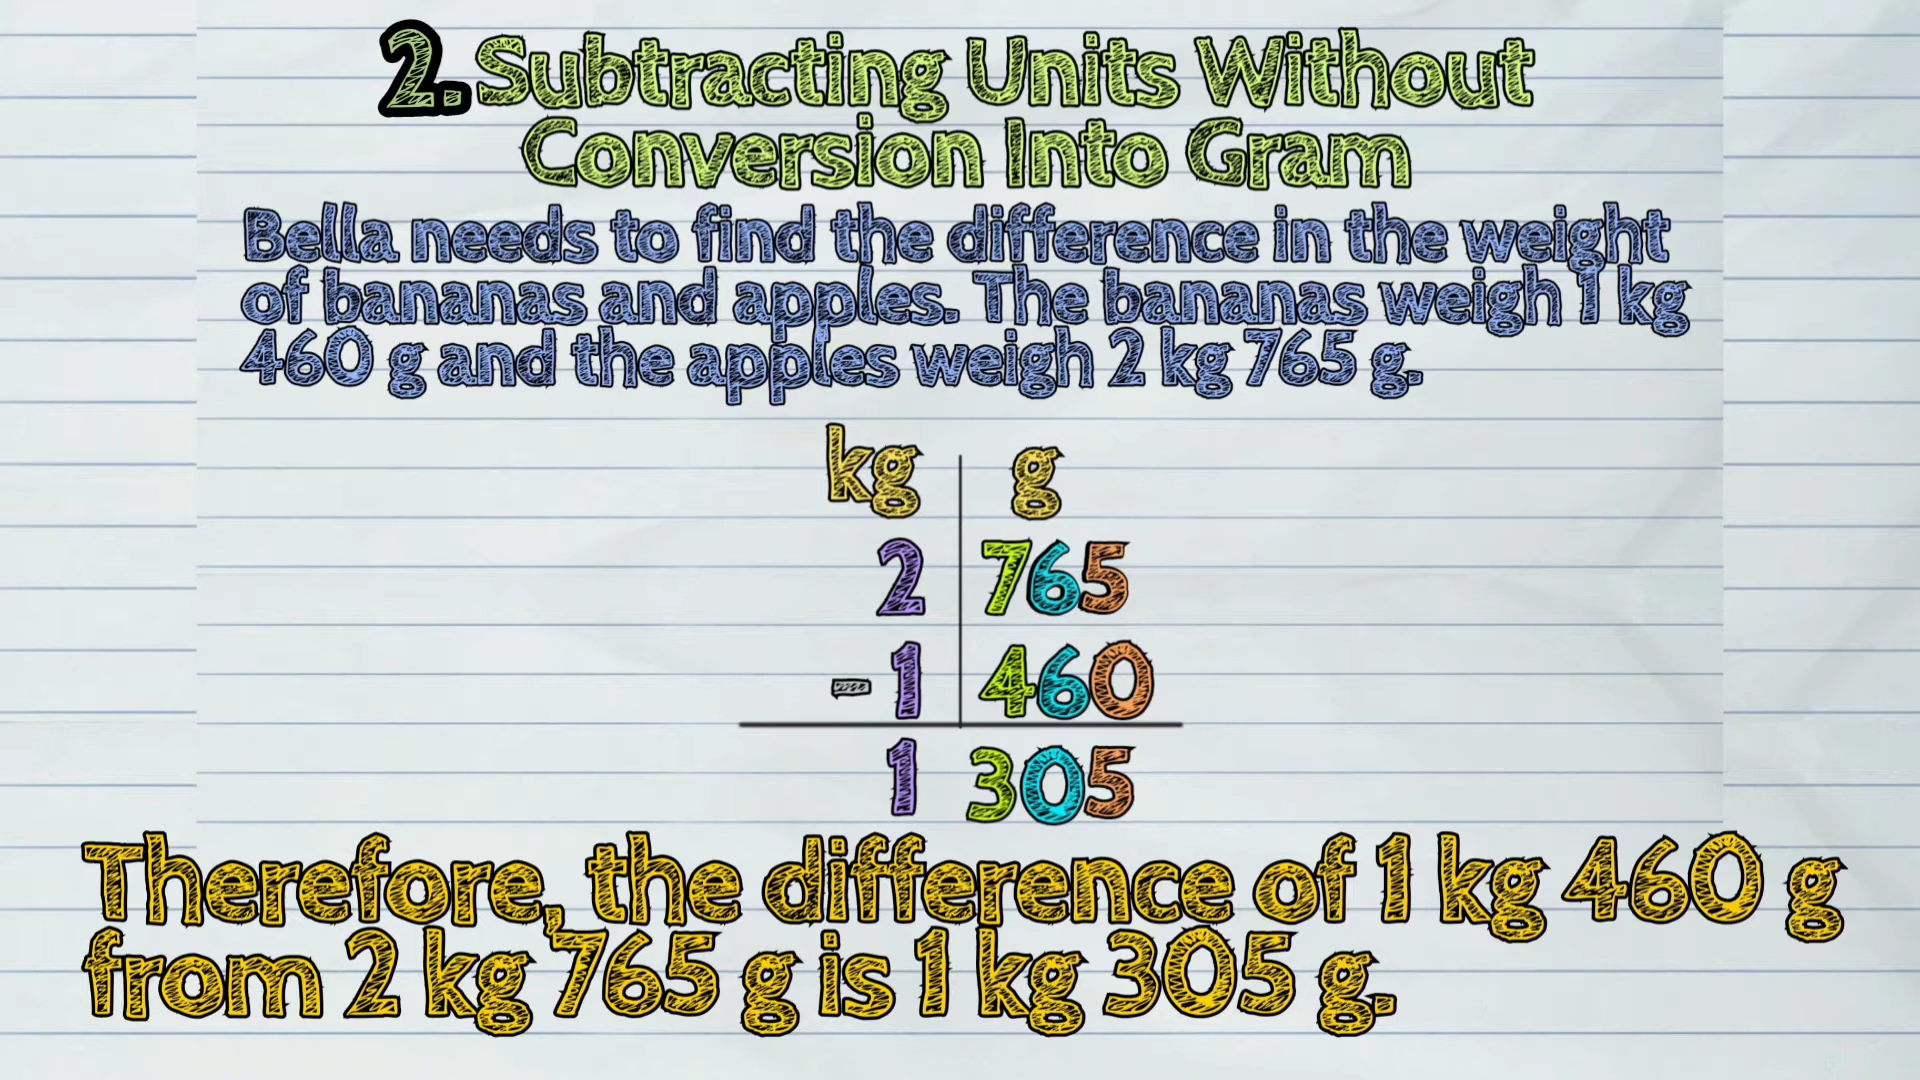 2. Subtracting Units Without
Conversion Into Gram
Bella needs to find the difference in the weight
of bananas and apples. The bananas weigh 1 kg
460 g and the apples weigh 2 kg 765 g.
kg g
2 765
- 1 460
1 305
Therefore, the difference of 1 kg 460 g
from 2 kg 765 g is 1 kg 305 g.